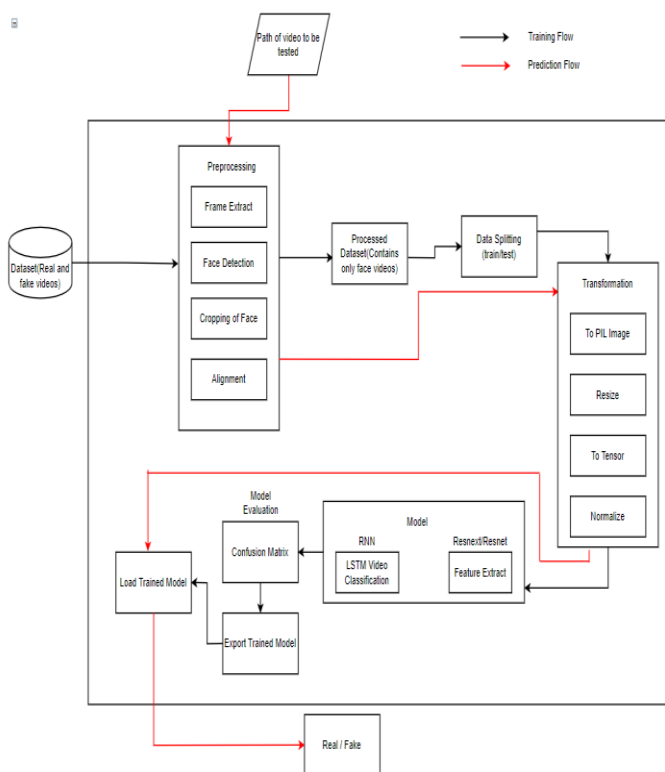 Path of video to be
tested
Training Flow
Prediction Flow
Preprocessing
Frame Extract
Face Detection
Cropping of Face
Alignment
Dataset(Real and
fake videos)
Processed
Dataset(Contains
only face videos)
Data Splitting
(train/test)
Transformation
To PIL Image
Resize
To Tensor
Normalize
Model
Evaluation
Confusion Matrix
Export Trained Model
Load Trained Model
Model
RNN
LSTM Video
Classification
Resnext/Resnet
Feature Extract
Real / Fake